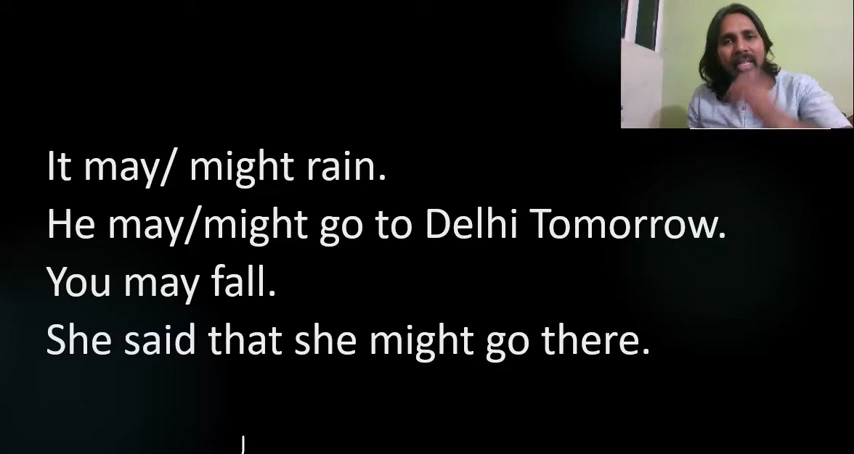 It may/ might rain.
He may/might go to Delhi Tomorrow.
You may fall.
She said that she might go there.